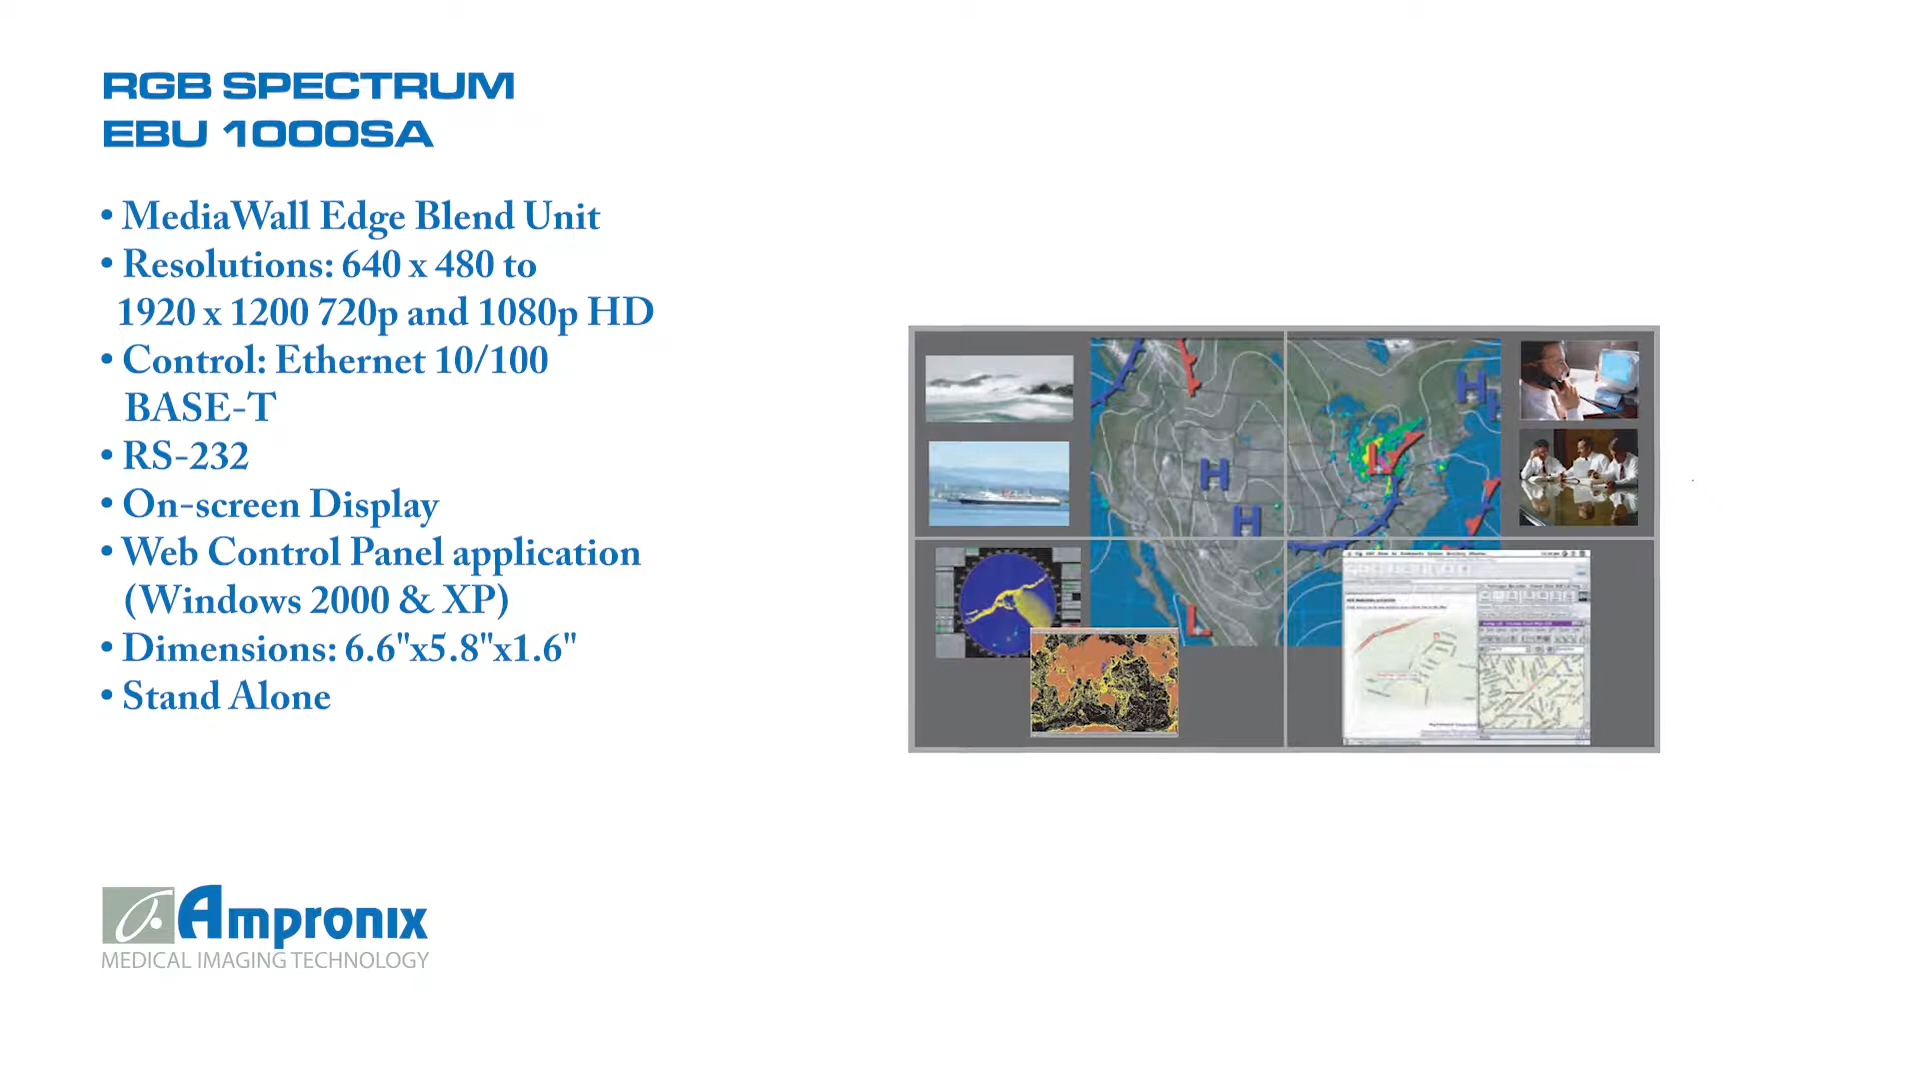 RGB SPECTRUM
EBU 1000SA
• MediaWall Edge Blend Unit
• Resolutions: 640 x 480 to
1920 x 1200 720p and 1080p HD
• Control: Ethernet 10/100
BASE-T
• RS-232
• On-screen Display
• Web Control Panel application
(Windows 2000 & XP)
• Dimensions: 6.6"x5.8"x1.6"
• Stand Alone
H
H
H
L
L
Ampronix
MEDICAL IMAGING TECHNOLOGY